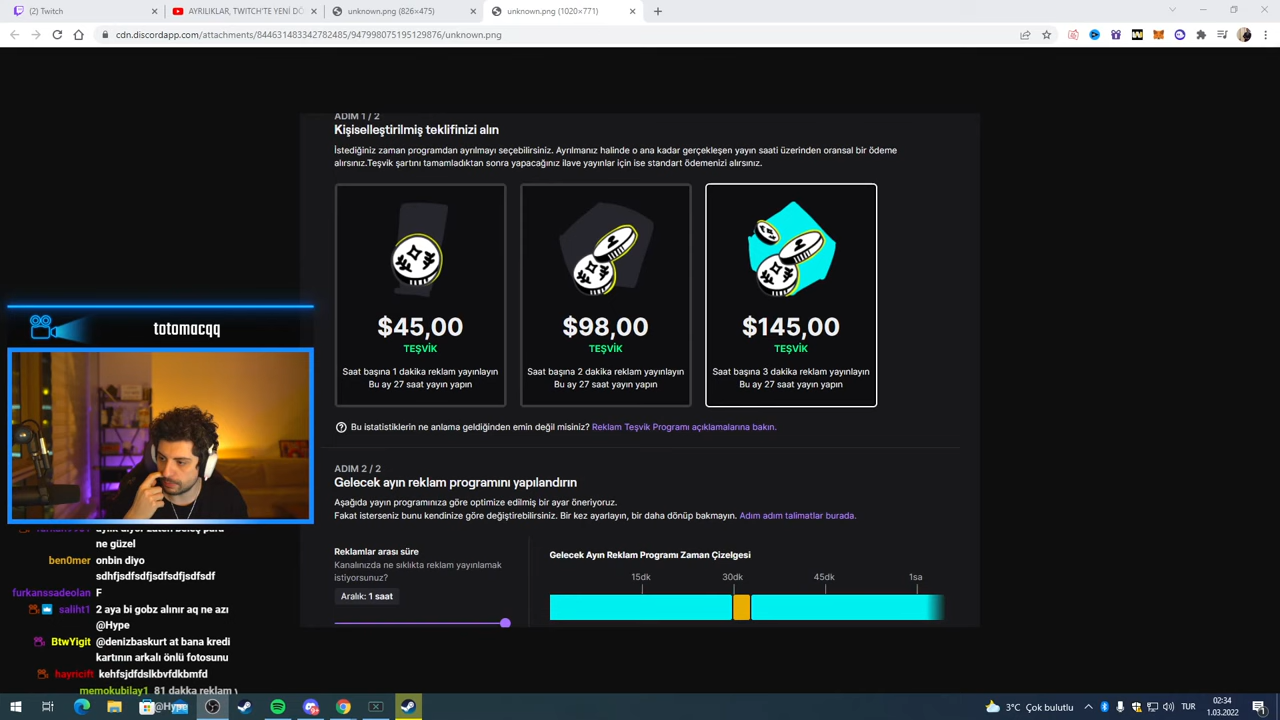 (2) Twitch
AYRILIKLAR, TWITCH'TE YENİ DÖ
unknown.png (826×475)
unknown.png (1020×771)
cdn.discordapp.com/attachments/844631483342782485/947998075195129876/unknown.png
ADIM 1 / 2
Kişiselleştirilmiş teklifinizi alın
İstediğiniz zaman programdan ayrılmayı seçebilirsiniz. Ayrılmanız halinde o ana kadar gerçekleşen yayın saati üzerinden oransal bir ödeme
alırsınız.Teşvik şartını tamamladıktan sonra yapacağınız ilave yayınlar için ise standart ödemenizi alırsınız.
$45,00
TEŞVİK
Saat başına 1 dakika reklam yayınlayın
Bu ay 27 saat yayın yapın
$98,00
TEŞVİK
Saat başına 2 dakika reklam yayınlayın
Bu ay 27 saat yayın yapın
$145,00
TEŞVİK
Saat başına 3 dakika reklam yayınlayın
Bu ay 27 saat yayın yapın
Bu istatistiklerin ne anlama geldiğinden emin değil misiniz? Reklam Teşvik Programı açıklamalarına bakın.
ADIM 2 / 2
Gelecek ayın reklam programını yapılandırın
Aşağıda yayın programınıza göre optimize edilmiş bir ayar öneriyoruz.
Fakat isterseniz bunu kendinize göre değiştirebilirsiniz. Bir kez ayarlayın, bir daha dönüp bakmayın. Adım adım talimatlar burada.
Reklamlar arası süre
Kanalınızda ne sıklıkta reklam yayınlamak
istiyorsunuz?
Aralık: 1 saat
Gelecek Ayın Reklam Programı Zaman Çizelgesi
15dk 30dk 45dk 1sa
totomacqq
aylık diyor zaten beleş para
ne güzel
ben0mer onbin diyo
sdhfjsdfsdfjsdfsdfjsdfsdf
furkanssadeolan F
saliht1 2 aya bi gobz alınır aq ne azı
@Hype
BtwYigit @denizbaskurt at bana kredi
kartının arkalı önlü fotosunu
hayricift kehfsjdfdslkbvfdkbmfd
memokubilay1 81 dakka reklam
@Hype
3°C Çok bulutlu
TUR
02:34
1.03.2022